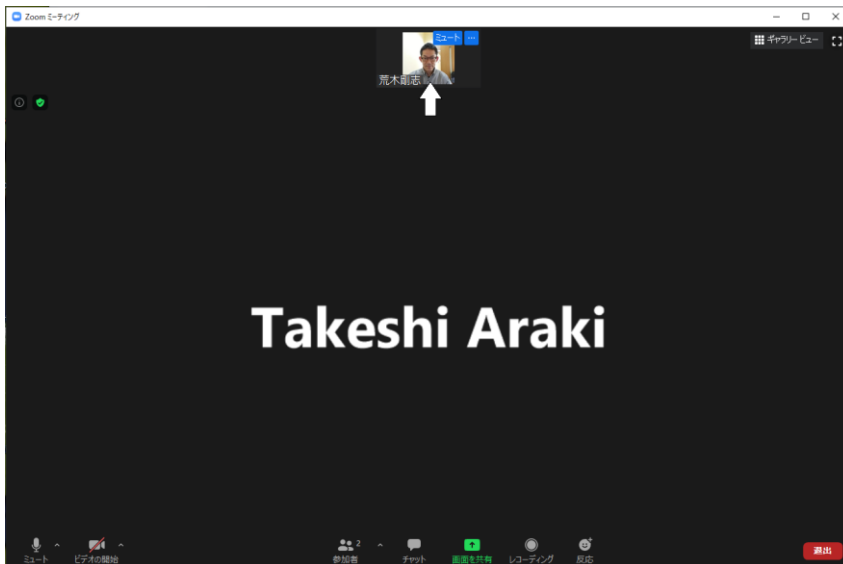 Zoom ミーティング
ミュート ...
ギャラリー ビュー
荒木剛志
Takeshi Araki
ミュート
ビデオの開始
参加者 2
チャット
画面を共有
レコーディング
反応
退出